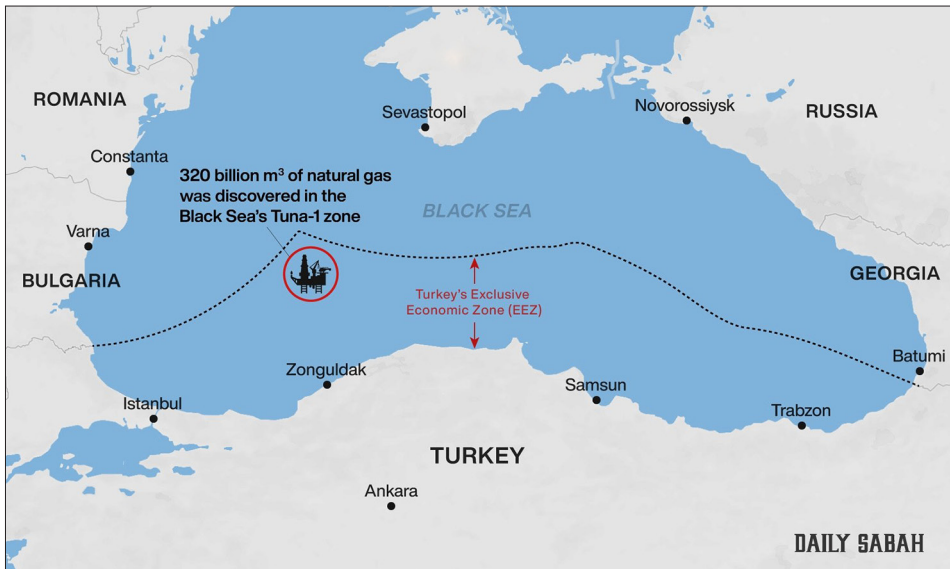 ROMANIA
Sevastopol
Novorossiysk
RUSSIA
Constanta
320 billion m³ of natural gas
was discovered in the
Black Sea's Tuna-1 zone
BLACK SEA
Varna
BULGARIA
GEORGIA
Turkey's Exclusive
Economic Zone (EEZ)
Batumi
Zonguldak
Samsun
Istanbul
Trabzon
TURKEY
Ankara
DAILY SABAH